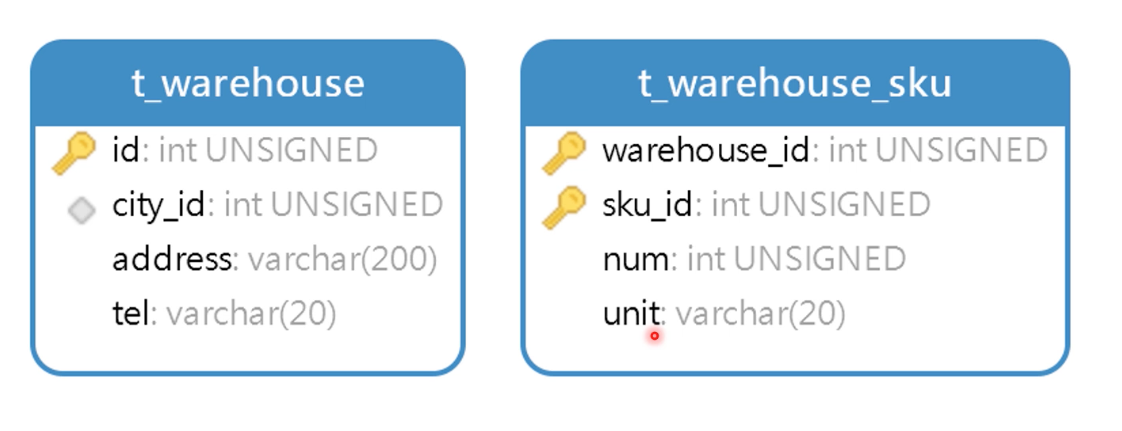 t_warehouse
id: int UNSIGNED
city_id: int UNSIGNED
address: varchar(200)
tel: varchar(20)
t_warehouse_sku
warehouse_id: int UNSIGNED
sku_id: int UNSIGNED
num: int UNSIGNED
unit: varchar(20)